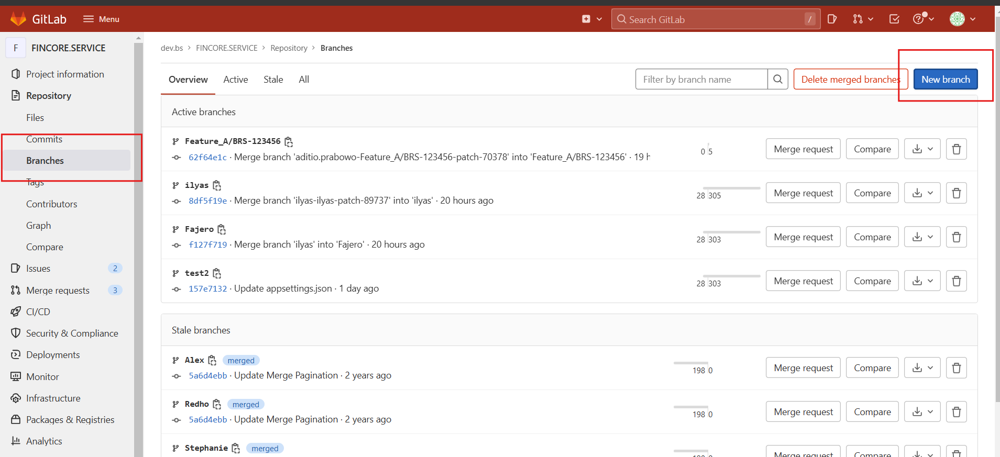 GitLab
Menu
Search GitLab
/
F
FINCORE.SERVICE
Project information
Repository
Files
Commits
Branches
Tags
Contributors
Graph
Compare
Issues
2
Merge requests
3
CI/CD
Security & Compliance
Deployments
Monitor
Infrastructure
Packages & Registries
Analytics
dev.bs › FINCORE.SERVICE › Repository › Branches
Overview Active Stale All
Filter by branch name
Delete merged branches
New branch
Active branches
Feature_A/BRS-123456
62f64e1c · Merge branch 'aditio.prabowo-Feature_A/BRS-123456-patch-70378' into 'Feature_A/BRS-123456' · 19 h
0 5
Merge request Compare
ilyas
8df5f19e · Merge branch 'ilyas-ilyas-patch-89737' into 'ilyas' · 20 hours ago
28 305
Merge request Compare
Fajero
f127f719 · Merge branch 'ilyas' into 'Fajero' · 20 hours ago
28 303
Merge request Compare
test2
157e7132 · Update appsettings.json · 1 day ago
28 303
Merge request Compare
Stale branches
Alex merged
5a6d4ebb · Update Merge Pagination · 2 years ago
198 0
Merge request Compare
Redho merged
5a6d4ebb · Update Merge Pagination · 2 years ago
198 0
Merge request Compare
Stephanie merged
198 0
Merge request Compare